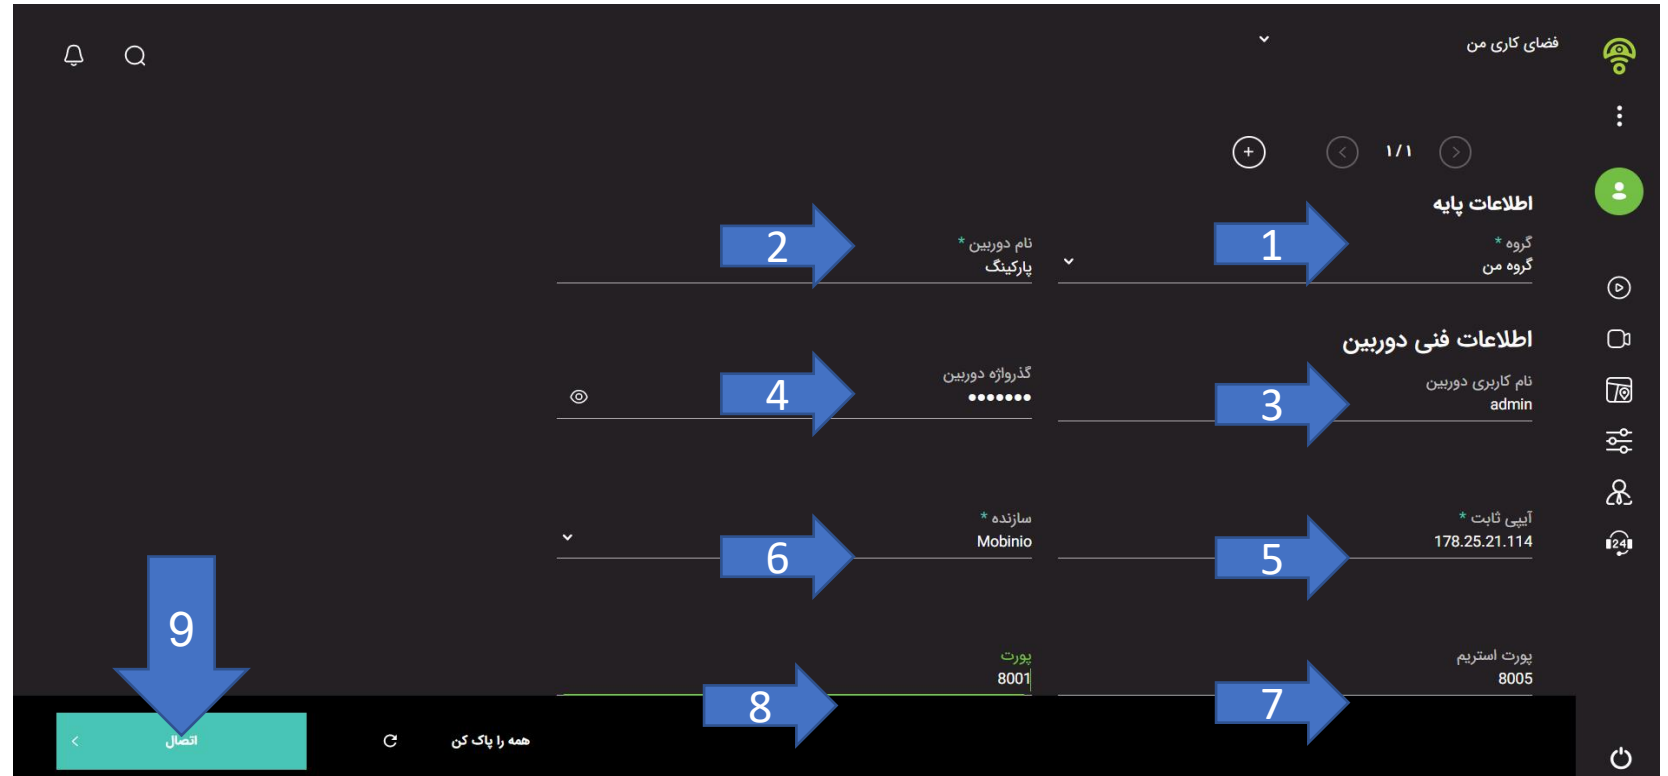 فضای کاری من
۱/۱
اطلاعات پایه
گروه *
گروه من
1
نام دوربین *
پارکینگ
2
اطلاعات فنی دوربین
نام کاربری دوربین
admin
3
گذرواژه دوربین
•••••••
4
آیپی ثابت *
178.25.21.114
5
سازنده *
Mobinio
6
پورت استریم
8005
7
پورت
8001
8
24
همه را پاک کن
اتصال
9